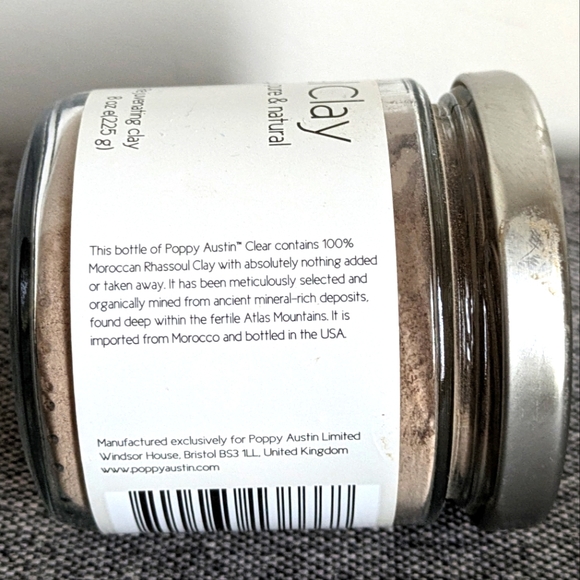 Clay
pure & natural
rejuvenating clay
8 oz e(225 g)
This bottle of Poppy Austin™ Clear contains 100%
Moroccan Rhassoul Clay with absolutely nothing added
or taken away. It has been meticulously selected and
organically mined from ancient mineral-rich deposits,
found deep within the fertile Atlas Mountains. It is
imported from Morocco and bottled in the USA.
Manufactured exclusively for Poppy Austin Limited
Windsor House, Bristol BS3 1LL, United Kingdom
www.poppyaustin.com